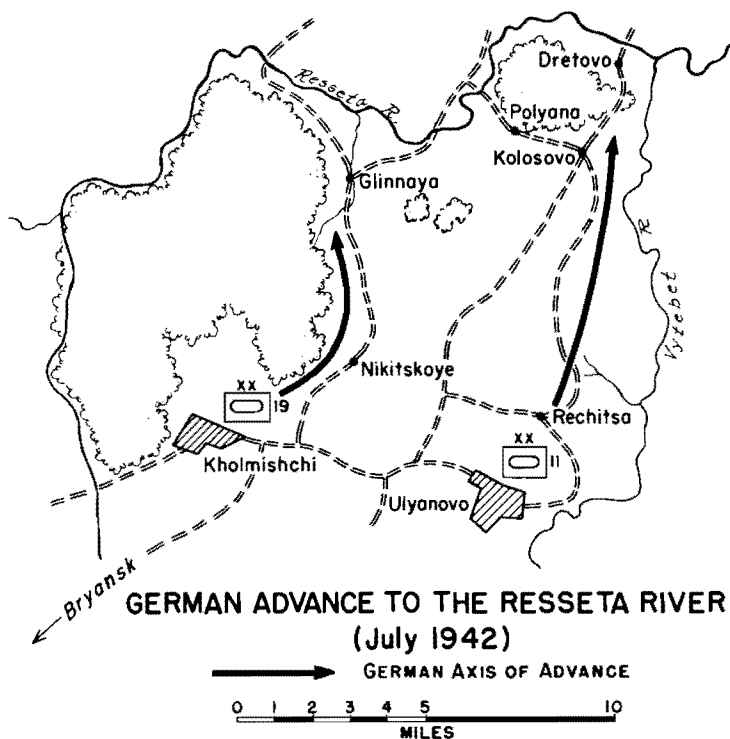 Dretovo
Resseta R.
Polyana
Kolosovo
Glinnaya
R
Vytebet
Nikitskoye
XX
19
Rechitsa
XX
11
Kholmishchi
Ulyanovo
Bryansk
GERMAN ADVANCE TO THE RESSETA RIVER
(July 1942)
GERMAN AXIS OF ADVANCE
0 1 2 3 4 5 10
MILES